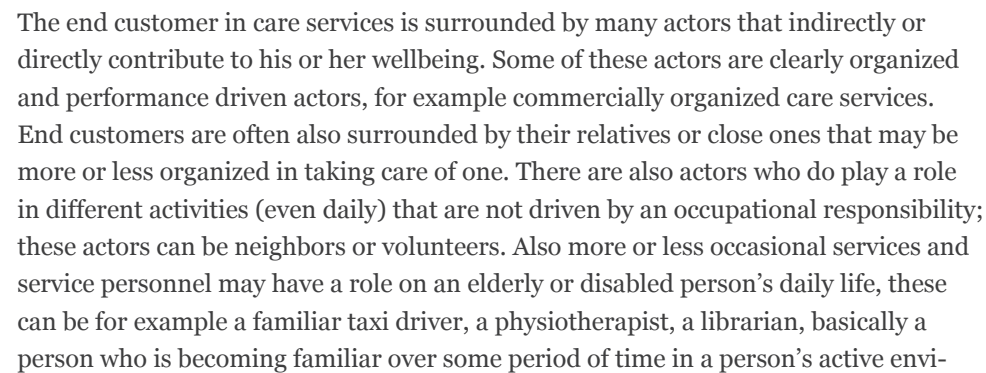 The end customer in care services is surrounded by many actors that indirectly or
directly contribute to his or her wellbeing. Some of these actors are clearly organized
and performance driven actors, for example commercially organized care services.
End customers are often also surrounded by their relatives or close ones that may be
more or less organized in taking care of one. There are also actors who do play a role
in different activities (even daily) that are not driven by an occupational responsibility;
these actors can be neighbors or volunteers. Also more or less occasional services and
service personnel may have a role on an elderly or disabled person’s daily life, these
can be for example a familiar taxi driver, a physiotherapist, a librarian, basically a
person who is becoming familiar over some period of time in a person’s active envi-